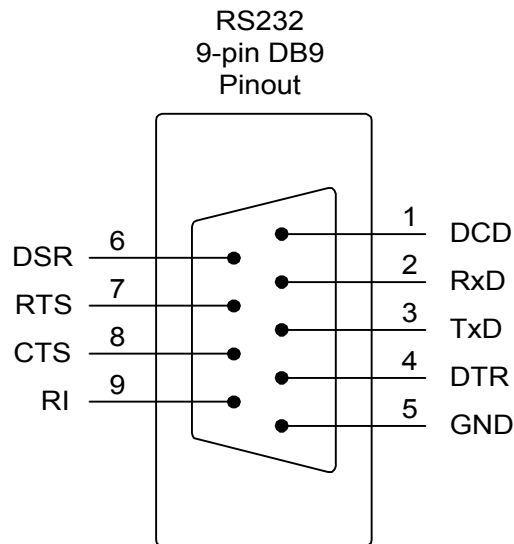 RS232
9-pin DB9
Pinout
1 DCD
DSR 6
2 RxD
RTS 7
3 TxD
CTS 8
4 DTR
RI 9
5 GND